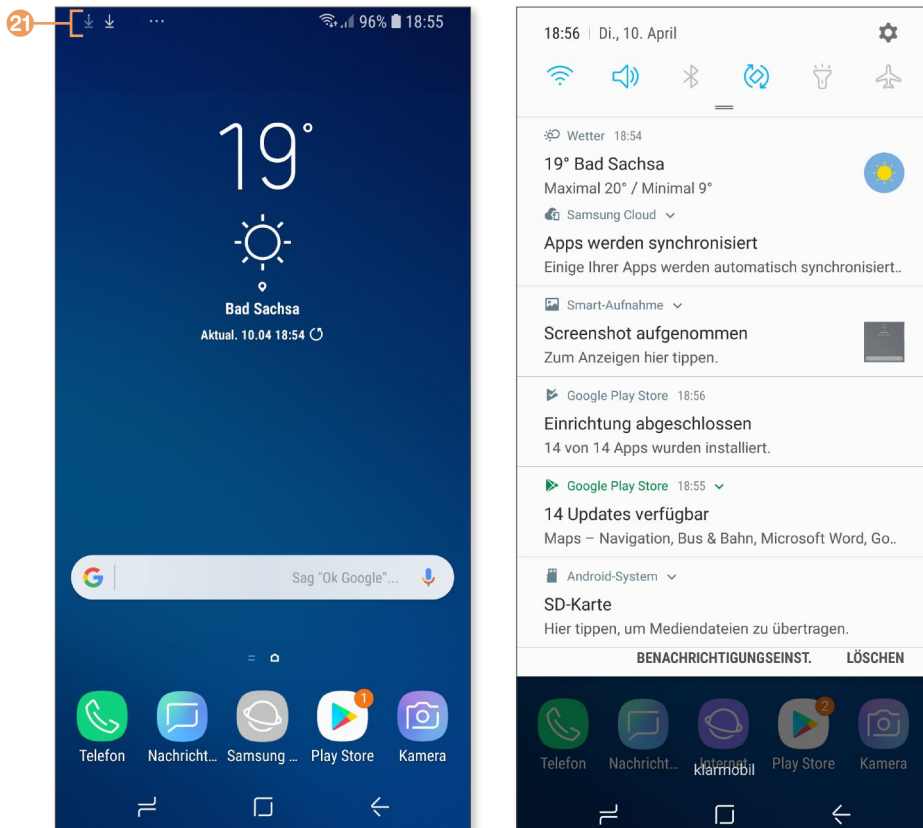 21
96% 18:55
19°
Bad Sachsa
Aktual. 10.04 18:54
G
Sag "Ok Google"...
1
Telefon
Nachricht...
Samsung ...
Play Store
Kamera
18:56 | Di., 10. April
Wetter 18:54
19° Bad Sachsa
Maximal 20° / Minimal 9°
Samsung Cloud
Apps werden synchronisiert
Einige Ihrer Apps werden automatisch synchronisiert..
Smart-Aufnahme
Screenshot aufgenommen
Zum Anzeigen hier tippen.
Google Play Store 18:56
Einrichtung abgeschlossen
14 von 14 Apps wurden installiert.
Google Play Store 18:55
14 Updates verfügbar
Maps – Navigation, Bus & Bahn, Microsoft Word, Go..
Android-System
SD-Karte
Hier tippen, um Mediendateien zu übertragen.
BENACHRICHTIGUNGSEINST. LÖSCHEN
2
Telefon
Nachricht...
Internet
Play Store
Kamera
klarmobil